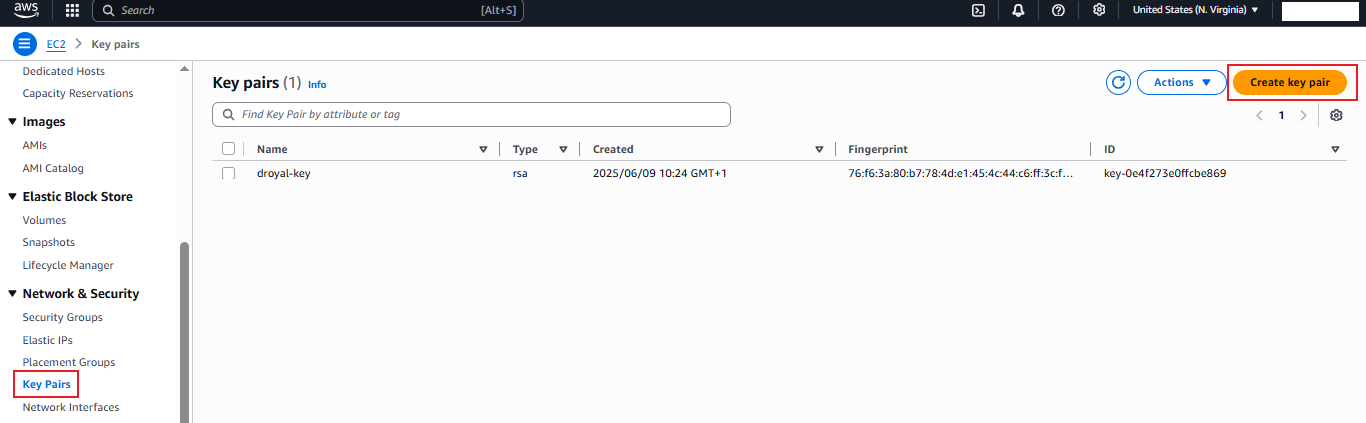 aws Search [Alt+S] United States (N. Virginia)
EC2 > Key pairs
Dedicated Hosts
Capacity Reservations
Images
AMIs
AMI Catalog
Elastic Block Store
Volumes
Snapshots
Lifecycle Manager
Network & Security
Security Groups
Elastic IPs
Placement Groups
Key Pairs
Network Interfaces
Key pairs (1) Info
Actions
Create key pair
Find Key Pair by attribute or tag
1
Name Type Created Fingerprint ID
droyal-key rsa 2025/06/09 10:24 GMT+1 76:f6:3a:80:b7:78:4d:e1:45:4c:44:c6:ff:3c:f... key-0e4f273e0ffcbe869